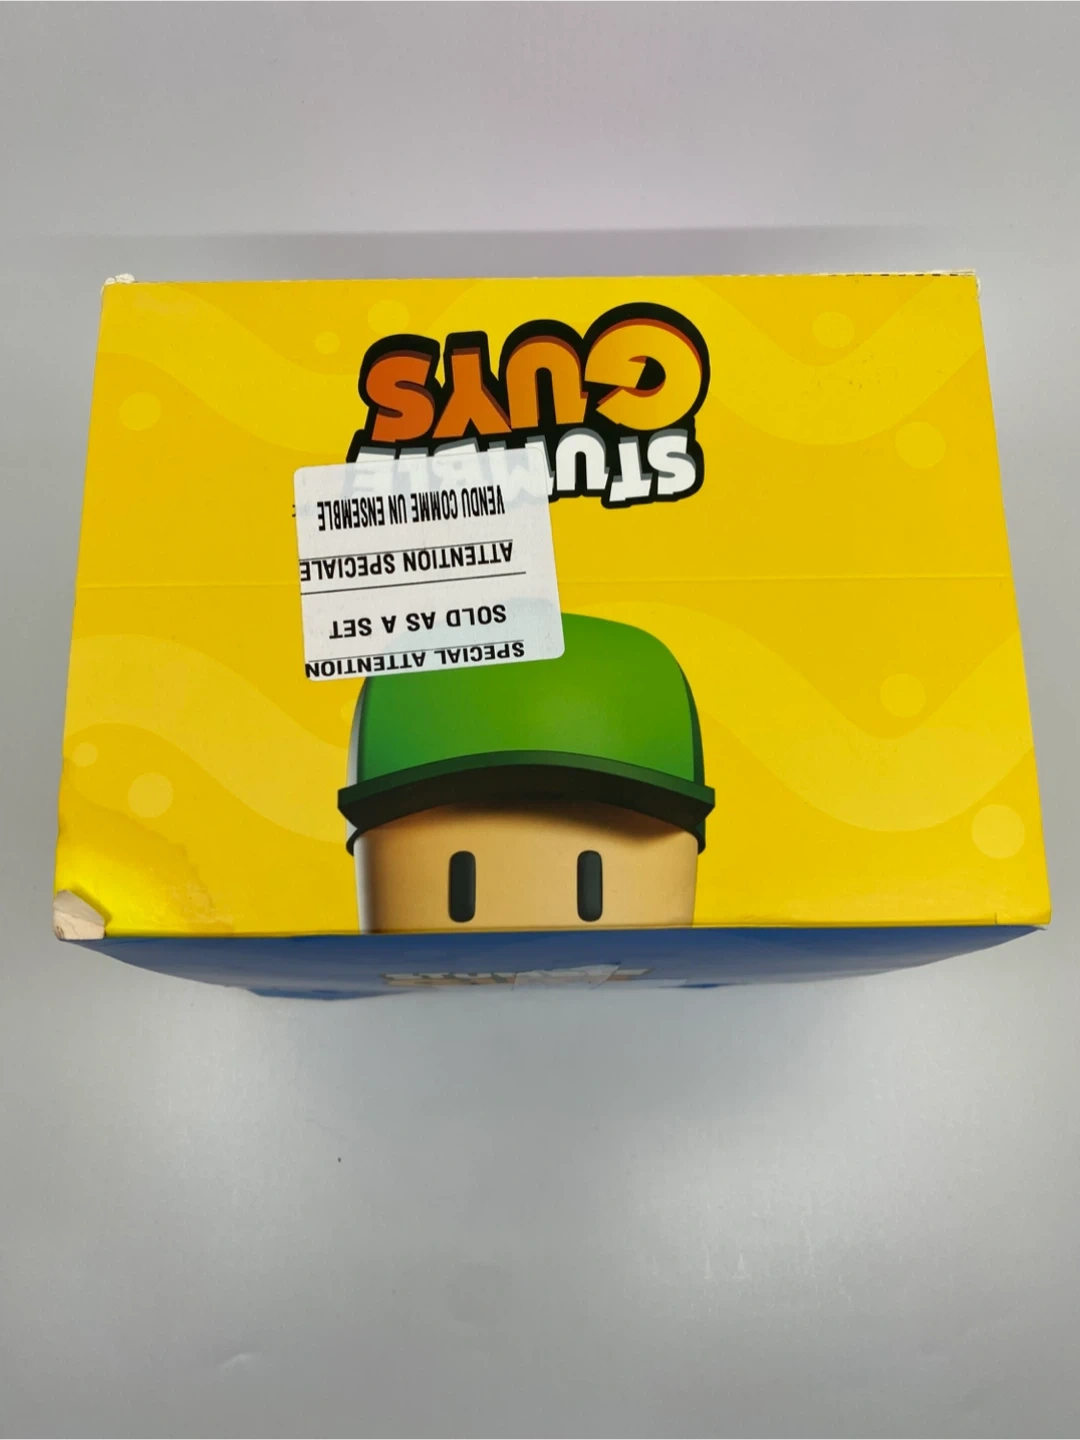 STUMBLE
GUYS
SPECIAL ATTENTION
SOLD AS A SET
ATTENTION SPECIALE
VENDU COMME UN ENSEMBLE